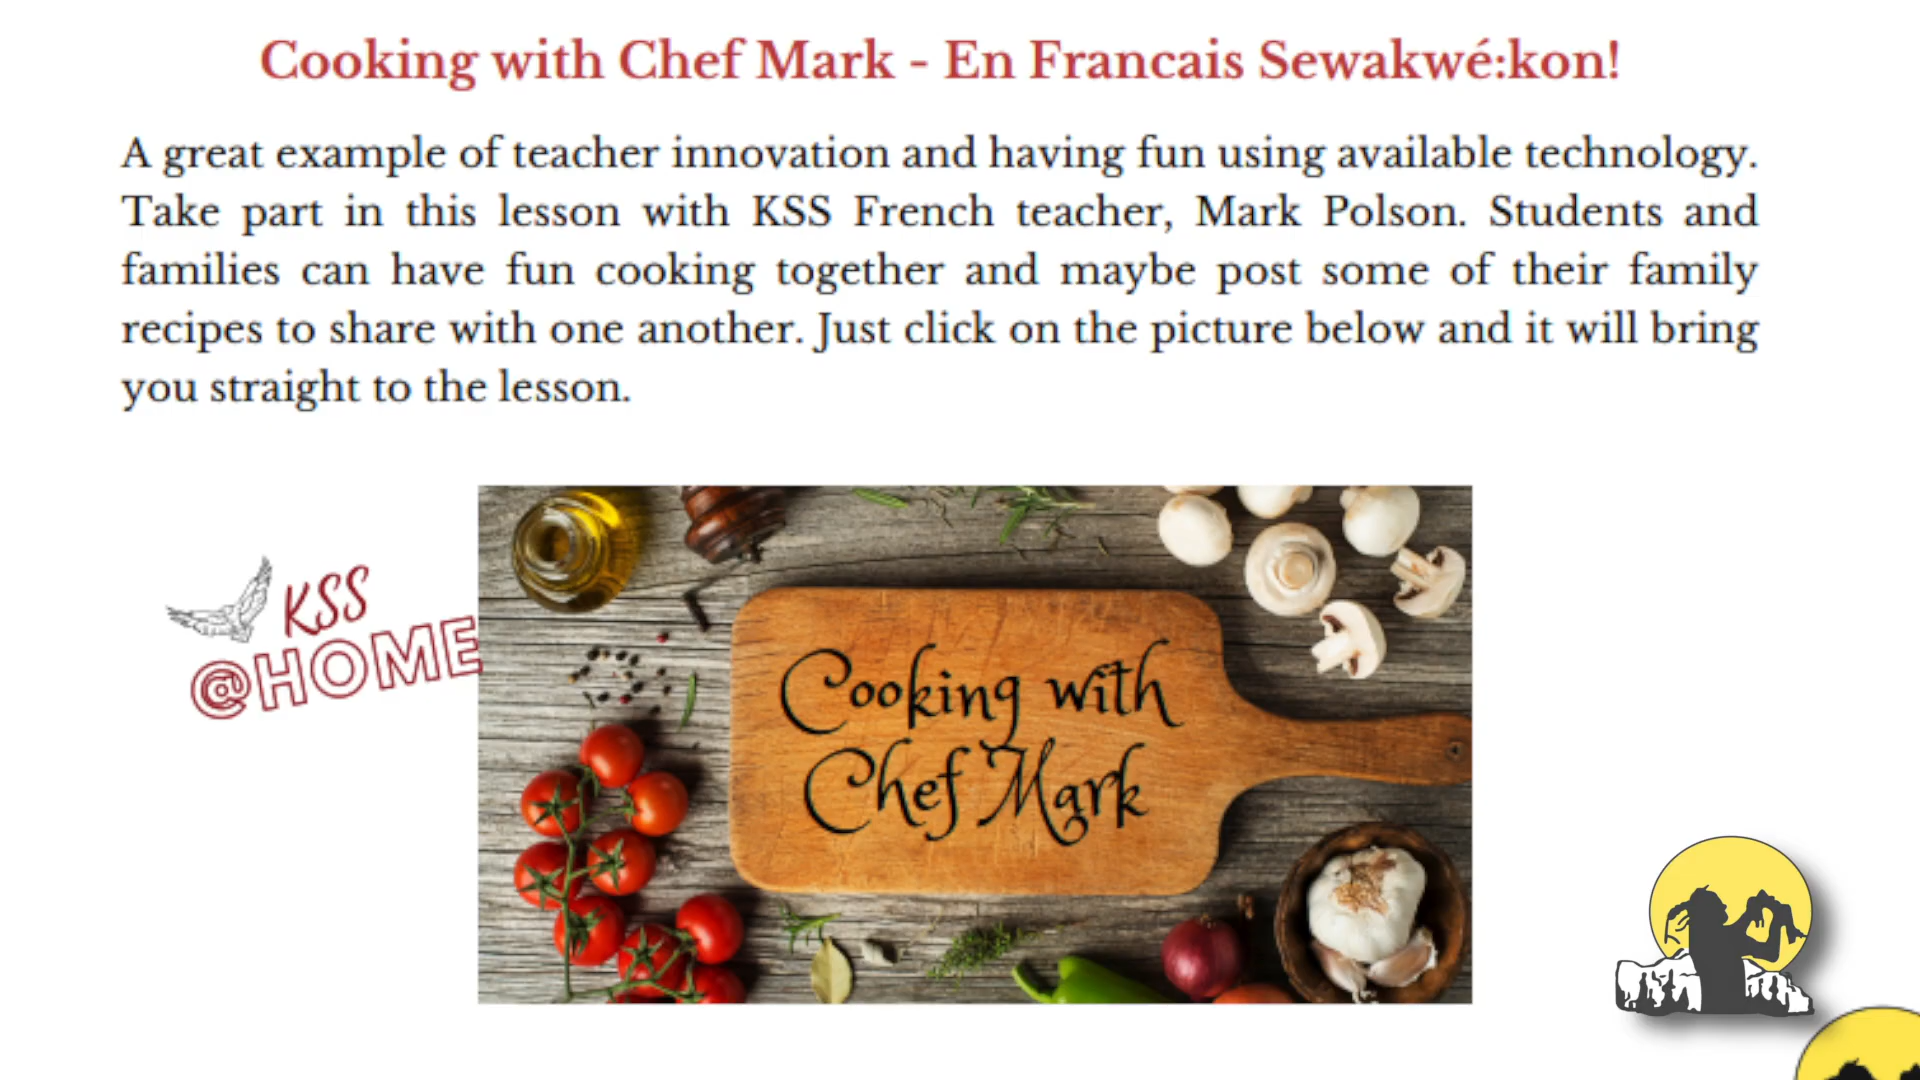 Cooking with Chef Mark - En Francais Sewakwé:kon!
A great example of teacher innovation and having fun using available technology.
Take part in this lesson with KSS French teacher, Mark Polson. Students and
families can have fun cooking together and maybe post some of their family
recipes to share with one another. Just click on the picture below and it will bring
you straight to the lesson.
KSS
@HOME
Cooking with
Chef Mark